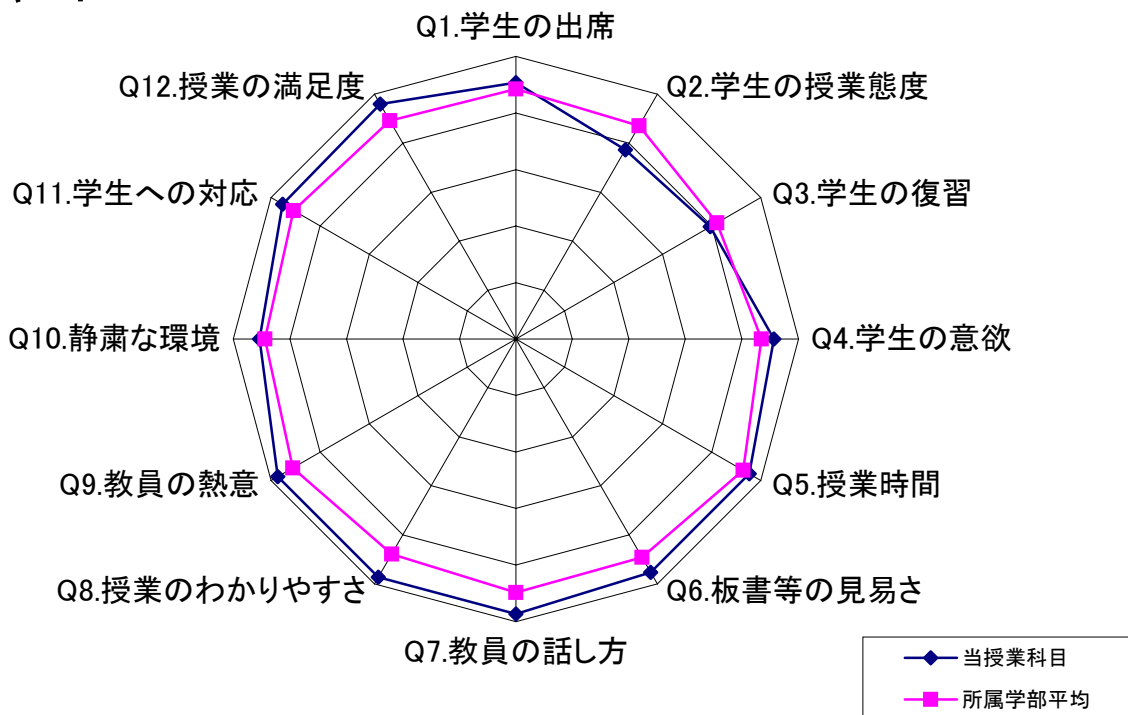 Q1.学生の出席
Q2.学生の授業態度
Q3.学生の復習
Q4.学生の意欲
Q5.授業時間
Q6.板書等の見易さ
Q7.教員の話し方
Q8.授業のわかりやすさ
Q9.教員の熱意
Q10.静粛な環境
Q11.学生への対応
Q12.授業の満足度
当授業科目
所属学部平均